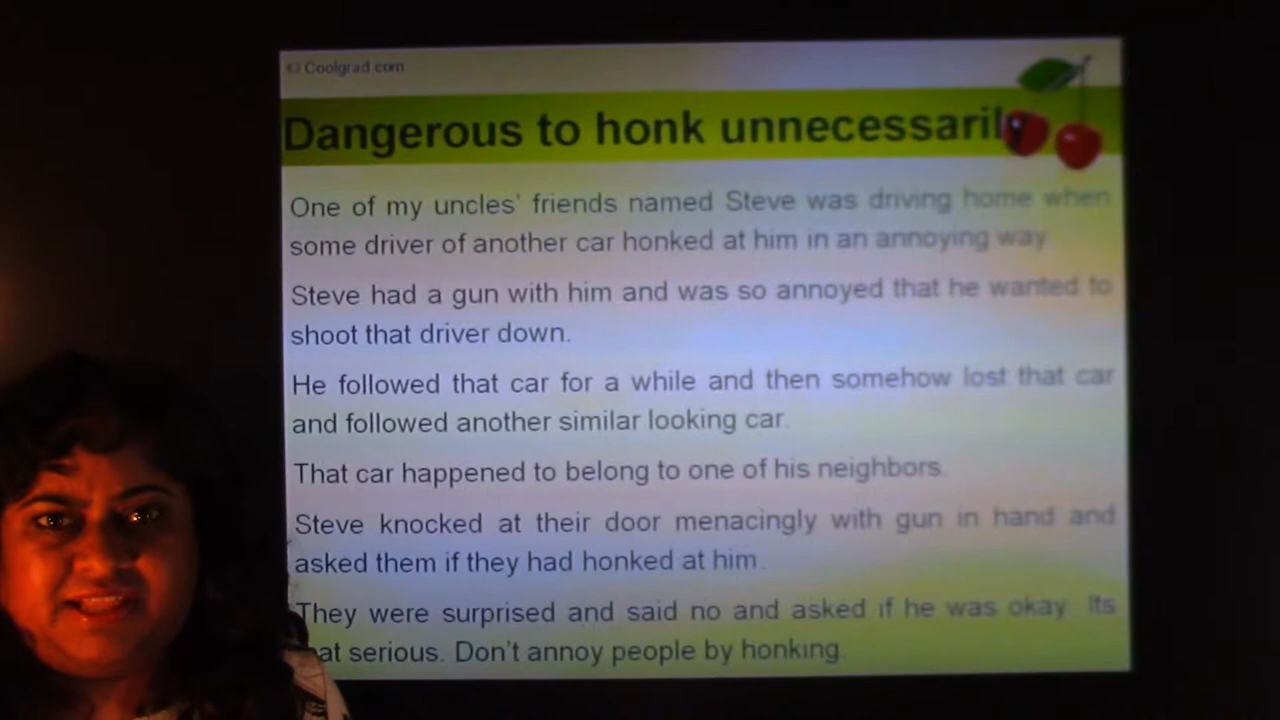 © Coolgrad.com
Dangerous to honk unnecessarily
One of my uncles' friends named Steve was driving home when
some driver of another car honked at him in an annoying way
Steve had a gun with him and was so annoyed that he wanted to
shoot that driver down.
He followed that car for a while and then somehow lost that car
and followed another similar looking car.
That car happened to belong to one of his neighbors.
Steve knocked at their door menacingly with gun in hand and
asked them if they had honked at him.
They were surprised and said no and asked if he was okay. Its
serious. Don't annoy people by honking